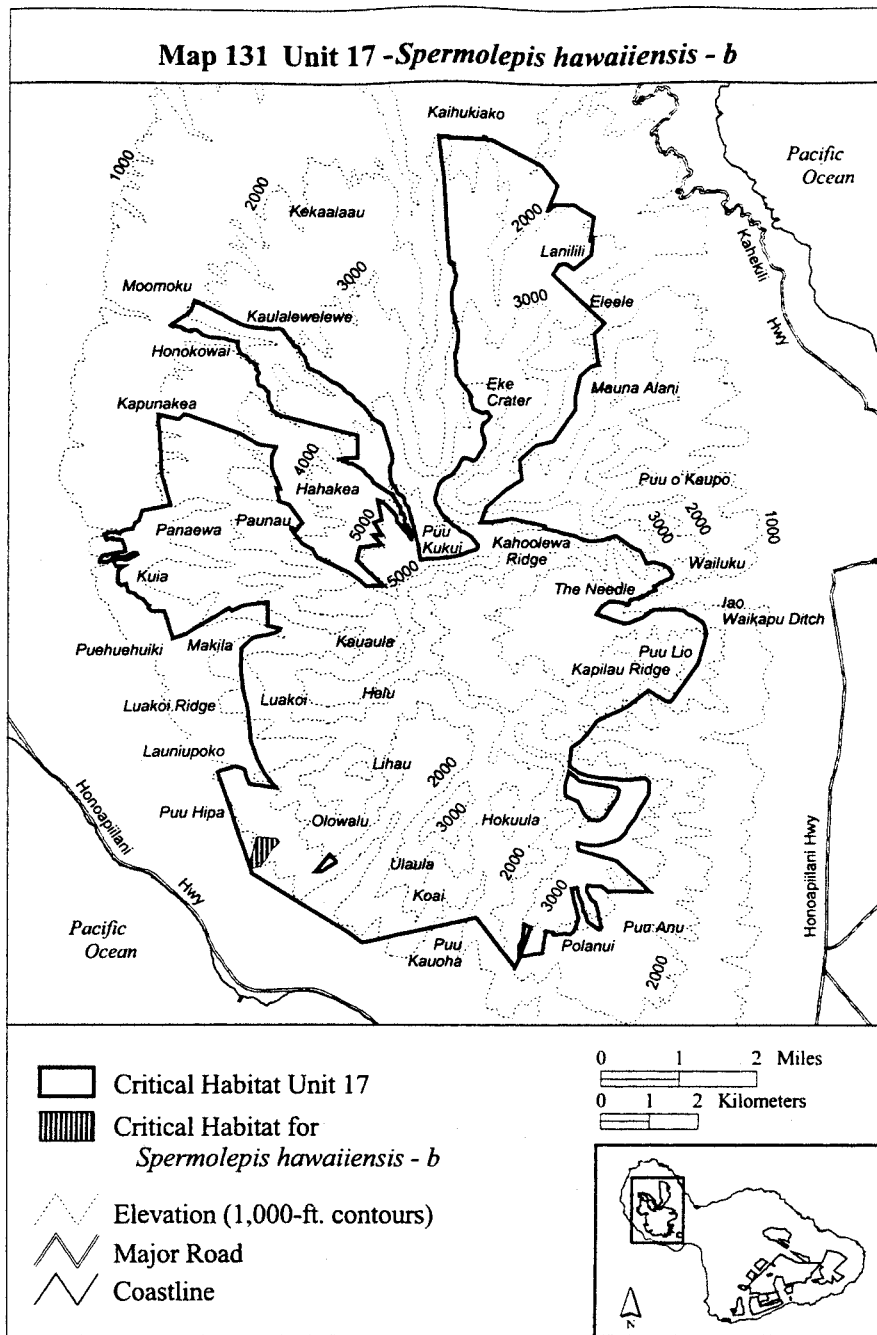 Map 131 Unit 17 - Spermolepis hawaiiensis - b
Kaihukiako
Pacific
Ocean
1000
2000
Kekaalaau
2000
Lanilili
Kahekili
Hwy
3000
3000
Moomoku
Kaulalewelewe
Eleele
Honokowai
Eke
Crater
Mauna Alani
Kapunakea
4000
Hahakea
Puu o Kaupo
5000
Panaewa
Paunau
Puu
Kukui
Kahoolewa
Ridge
3000
2000
1000
Wailuku
Kuia
5000
The Needle
Iao
Waikapu Ditch
Puehuehuiki
Makila
Kauaula
Puu Lio
Kapilau Ridge
Luakoi Ridge
Luakoi
Helu
Launiupoko
Lihau
2000
Puu Hipa
Olowalu
3000
Hokuula
Honoapiilani
Hwy
Ulaula
2000
Honoapiilani Hwy
Koai
3000
Pacific
Ocean
Puu
Kauoha
Polanui
Puu Anu
2000
Critical Habitat Unit 17
Critical Habitat for
Spermolepis hawaiiensis - b
Elevation (1,000-ft. contours)
Major Road
Coastline
0 1 2 Miles
0 1 2 Kilometers
N